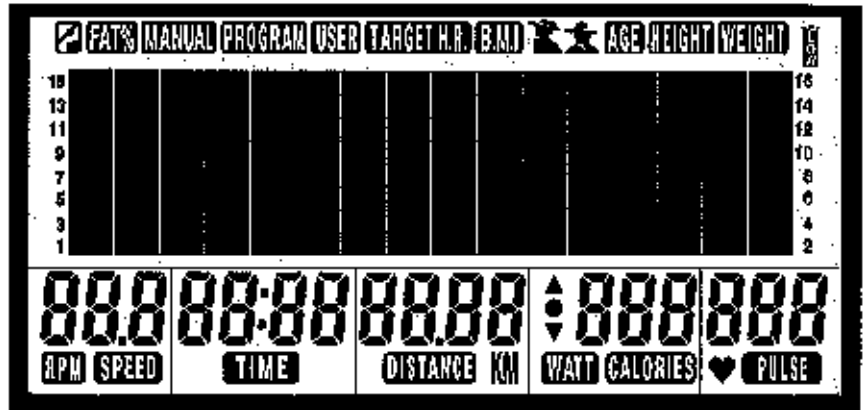 FAT% MANUAL PROGRAM USER TARGET H.R. B.M.I AGE HEIGHT WEIGHT
15 16
13 14
11 12
9 10
7 8
5 6
3 4
1 2
88.8 88:88 88.88 888 888
RPM SPEED TIME DISTANCE KM WATT CALORIES PULSE